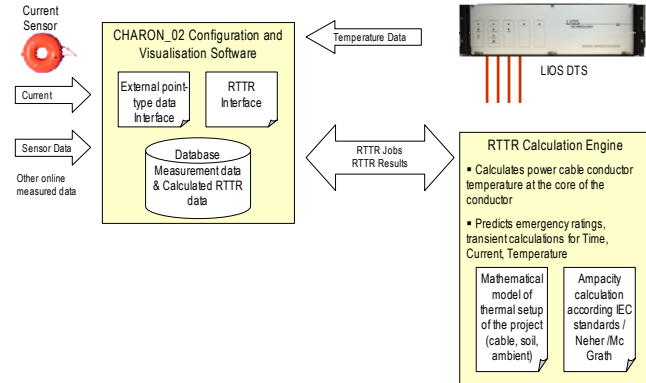 Current
Sensor
CHARON_02 Configuration and
Visualisation Software
Temperature Data
LIOS DTS
Current
External point-
type data
Interface
RTTR
Interface
Sensor Data
Other online
measured data
Database
Measurement data
& Calculated RTTR
data
RTTR Jobs
RTTR Results
RTTR Calculation Engine
▪ Calculates power cable conductor
temperature at the core of the
conductor
▪ Predicts emergency ratings,
transient calculations for Time,
Current, Temperature
Mathematical
model of
thermal setup
of the project
(cable, soil,
ambient)
Ampacity
calculation
according IEC
standards /
Neher /Mc
Grath